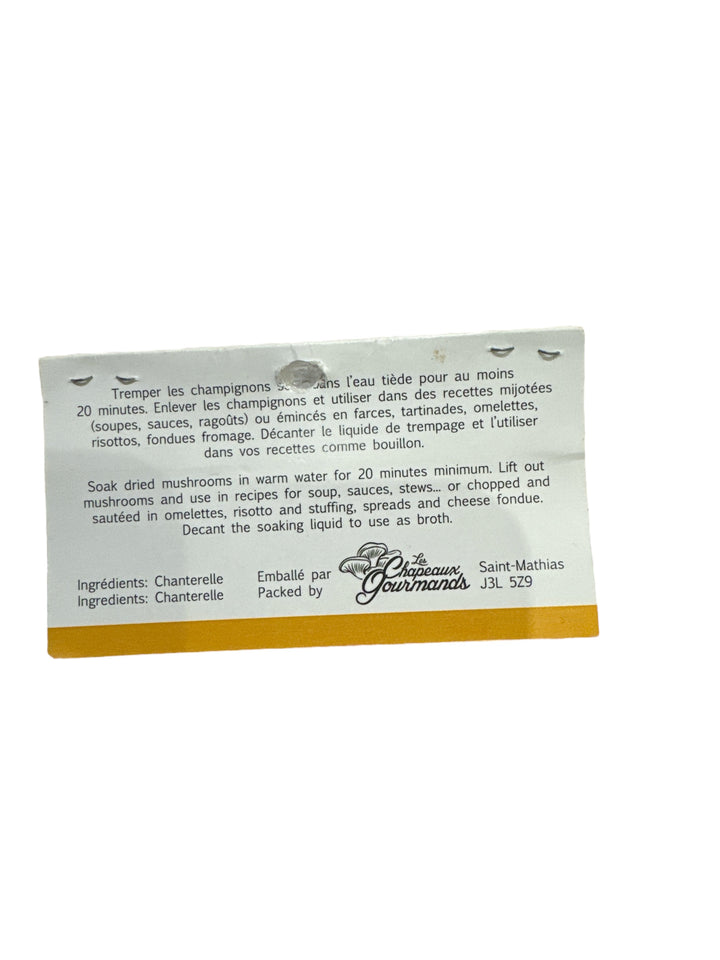 Tremper les champignons dans l'eau tiède pour au moins
20 minutes. Enlever les champignons et utiliser dans des recettes mijotées
(soupes, sauces, ragoûts) ou émincés en farces, tartinades, omelettes,
risottos, fondues fromage. Décanter le liquide de trempage et l'utiliser
dans vos recettes comme bouillon.
Soak dried mushrooms in warm water for 20 minutes minimum. Lift out
mushrooms and use in recipes for soup, sauces, stews... or chopped and
sautéed in omelettes, risotto and stuffing, spreads and cheese fondue.
Decant the soaking liquid to use as broth.
Ingrédients: Chanterelle
Ingredients: Chanterelle
Emballé par
Packed by
Les
Chapeaux
gourmands
Saint-Mathias
J3L 5Z9